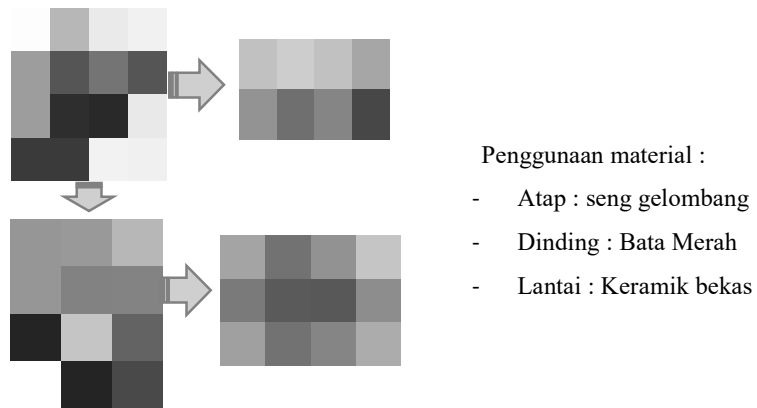 Penggunaan material :
- Atap : seng gelombang
- Dinding : Bata Merah
- Lantai : Keramik bekas